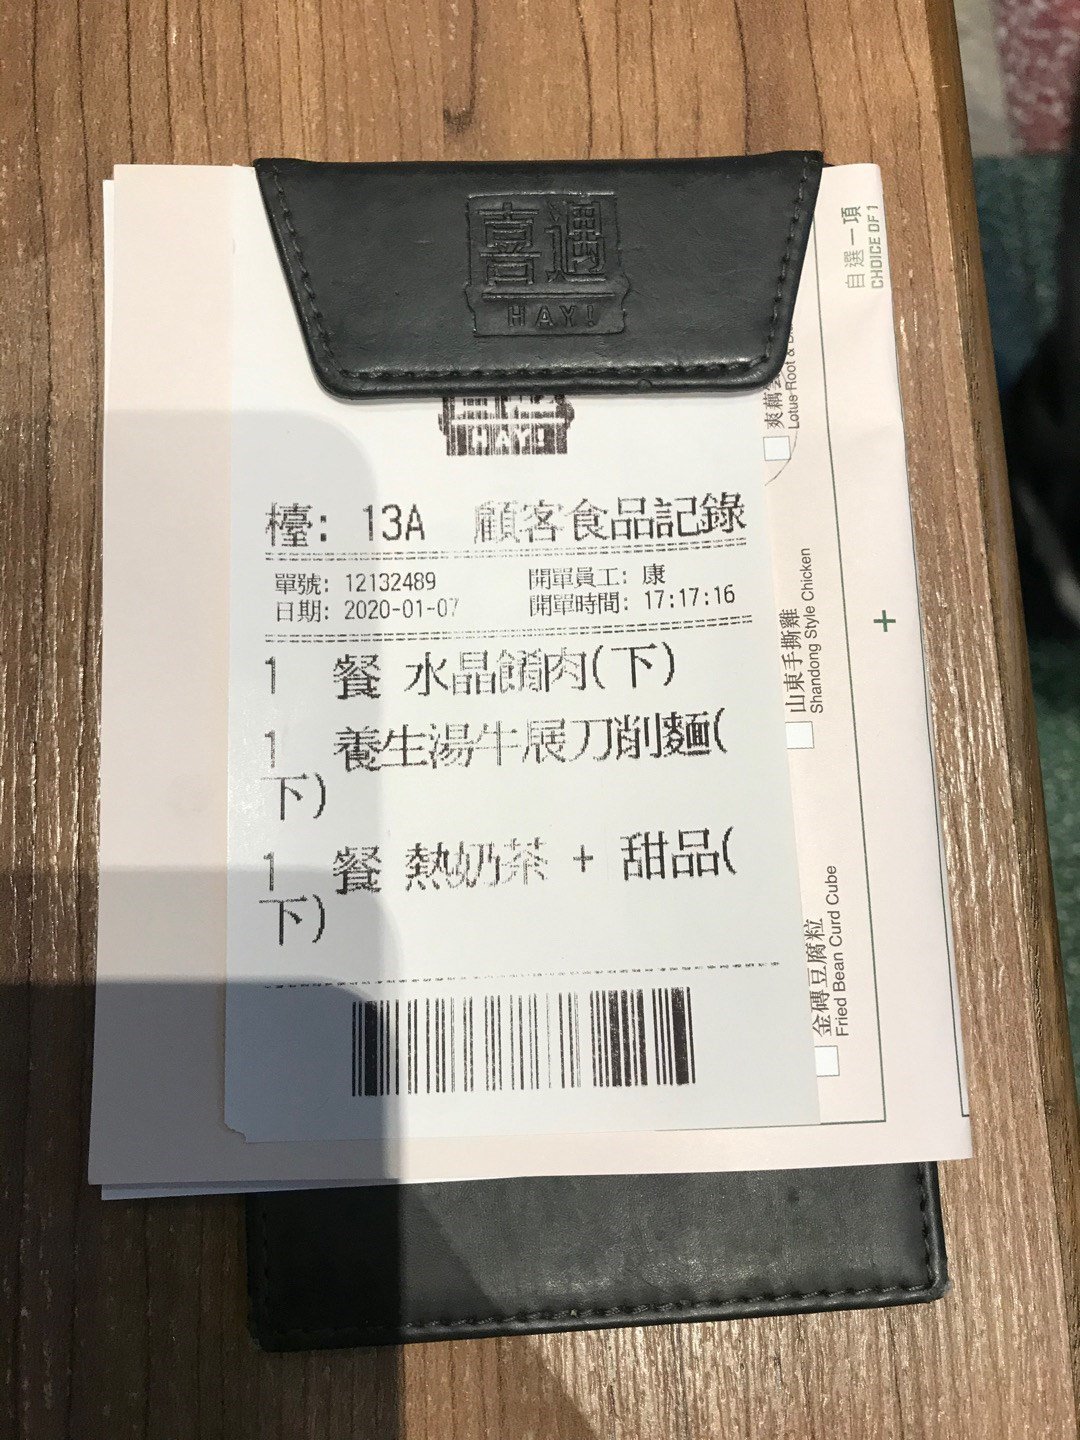 喜遇
HAY!
HAY!
檯: 13A 顧客食品記錄
單號: 12132489 開單員工: 康
日期: 2020-01-07 開單時間: 17:17:16
1 餐 水晶餚肉(下)
1 養生湯牛展刀削麵(
下)
1 餐 熱奶茶 + 甜品(
下)
自選一項
CHOICE OF 1
爽藕
Lotus Root &
山東手撕雞
Shandong Style Chicken
+
金磚豆腐粒
Fried Bean Curd Cube